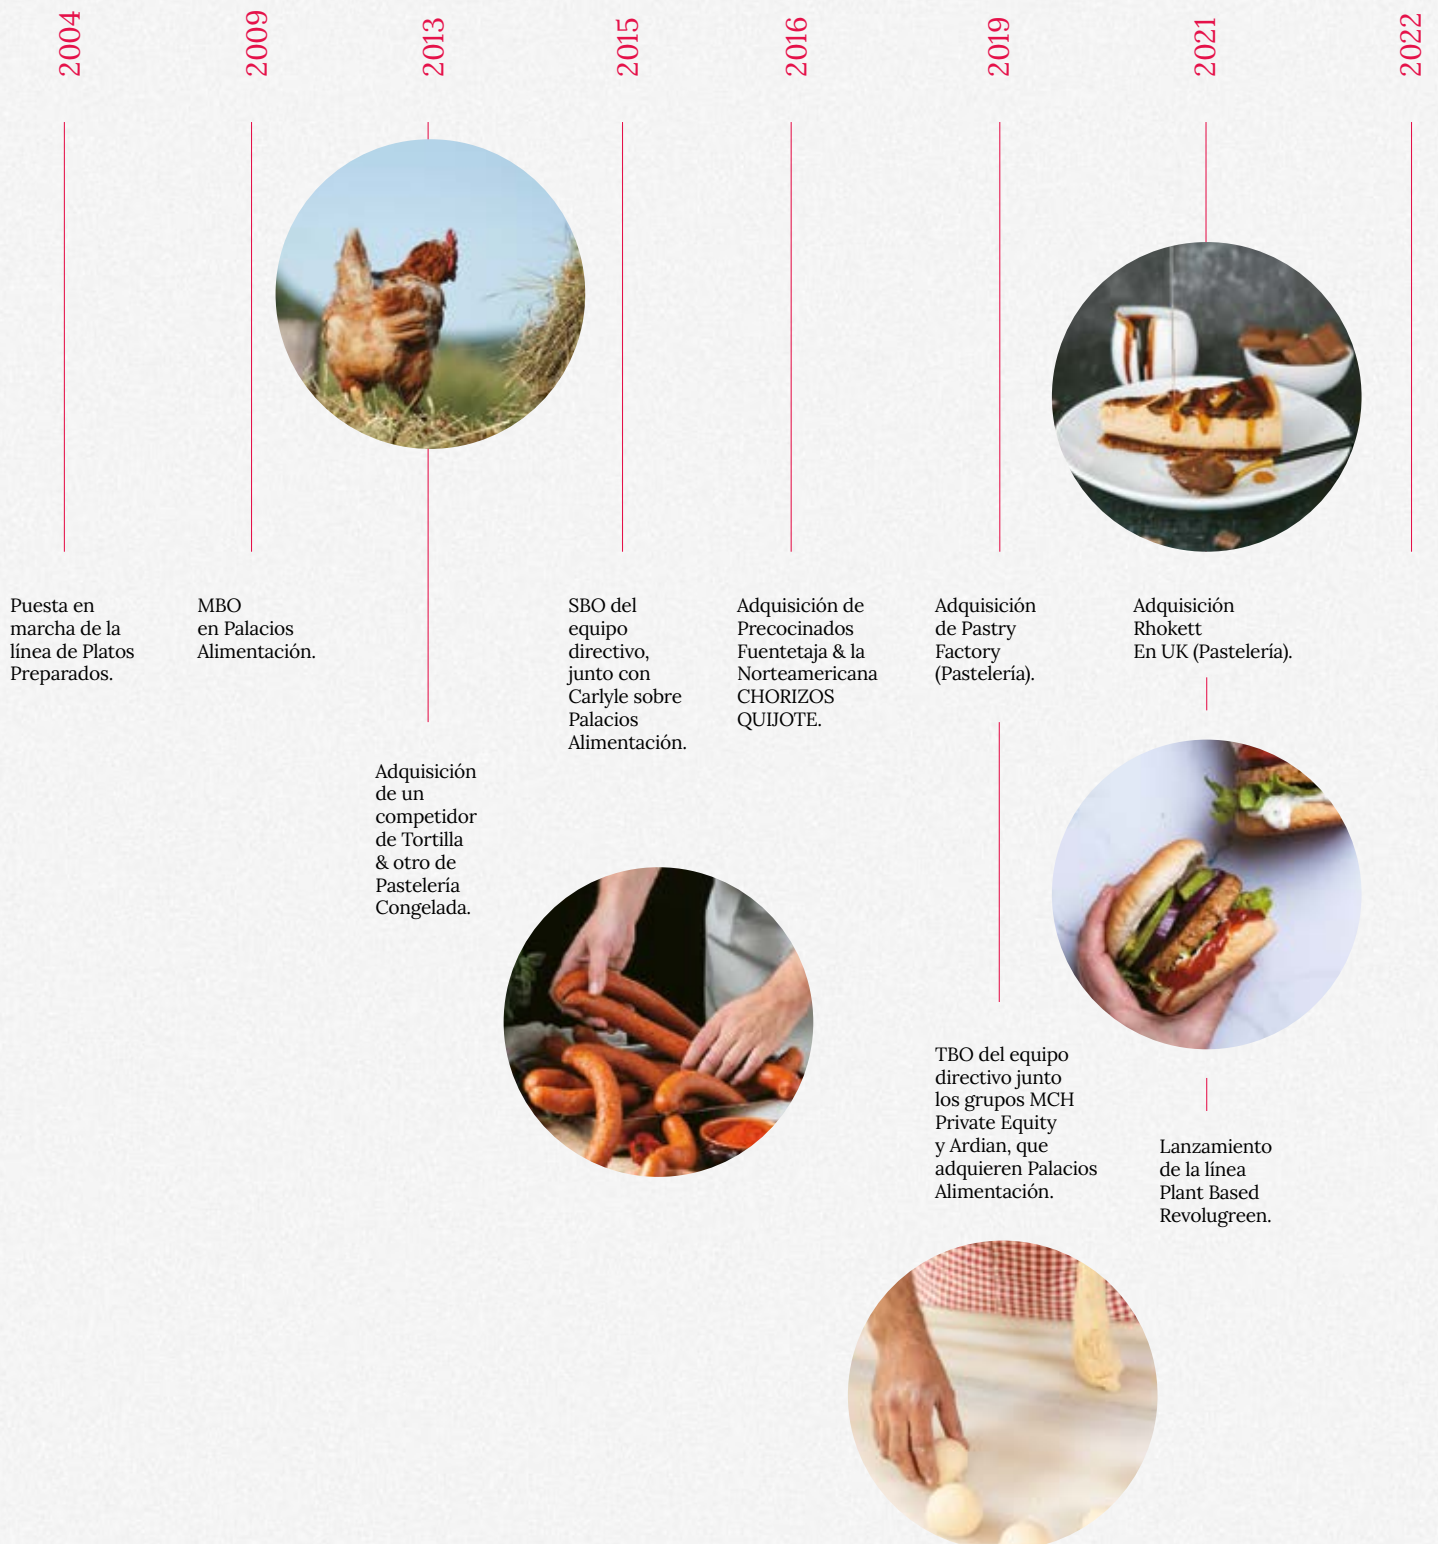 2004
2009
2013
2015
2016
2019
2021
2022
Puesta en
marcha de la
línea de Platos
Preparados.
MBO
en Palacios
Alimentación.
Adquisición
de un
competidor
de Tortilla
& otro de
Pastelería
Congelada.
SBO del
equipo
directivo,
junto con
Carlyle sobre
Palacios
Alimentación.
Adquisición de
Precocinados
Fuentetaja & la
Norteamericana
CHORIZOS
QUIJOTE.
Adquisición
de Pastry
Factory
(Pastelería).
TBO del equipo
directivo junto
los grupos MCH
Private Equity
y Ardian, que
adquieren Palacios
Alimentación.
Adquisición
Rhokett
En UK (Pastelería).
Lanzamiento
de la línea
Plant Based
Revolugreen.